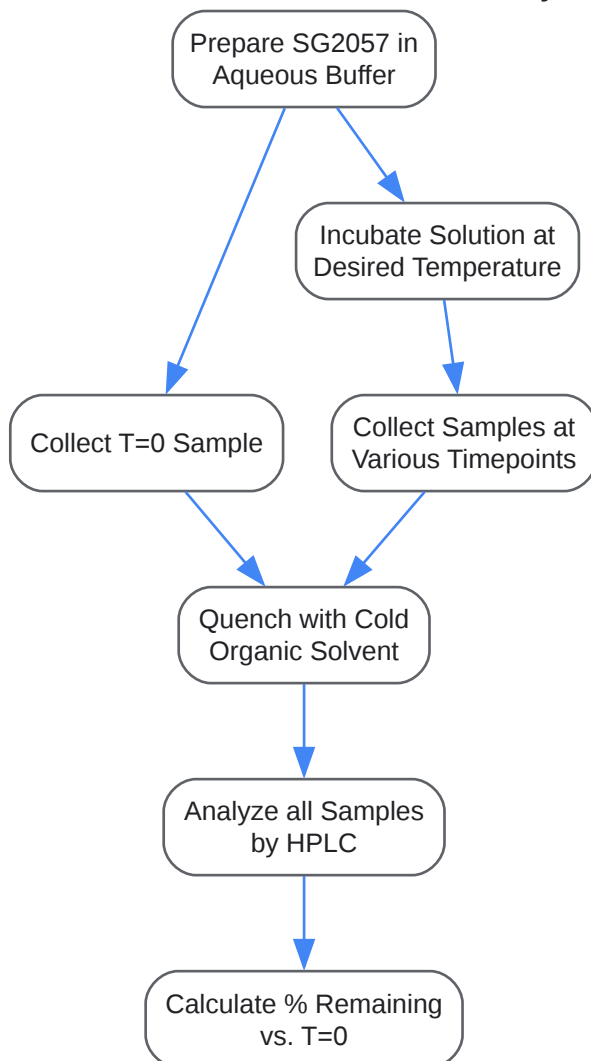 Prepare SG2057 in
Aqueous Buffer
Incubate Solution at
Desired Temperature
Collect T=0 Sample
Collect Samples at
Various Timepoints
Quench with Cold
Organic Solvent
Analyze all Samples
by HPLC
Calculate % Remaining
vs. T=0